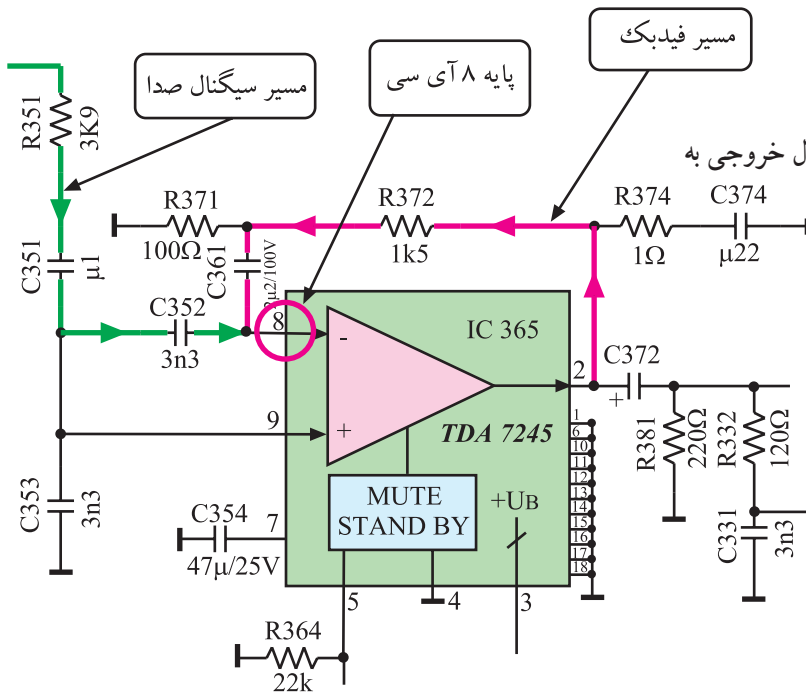 مسیر فیدبک
پایه ۸ آی سی
مسیر سیگنال صدا
ال خروجی به
R351
3K9
R371
100Ω
R372
1k5
R374
1Ω
C374
µ22
C351
µ1
C361
2µ2/100V
C352
3n3
8
-
IC 365
2
C372
+
9
+
TDA 7245
1
6
10
11
12
13
14
15
16
17
18
R381
220Ω
R332
120Ω
C353
3n3
C354
47µ/25V
7
MUTE
STAND BY
+UB
C331
3n3
5
4
3
R364
22k